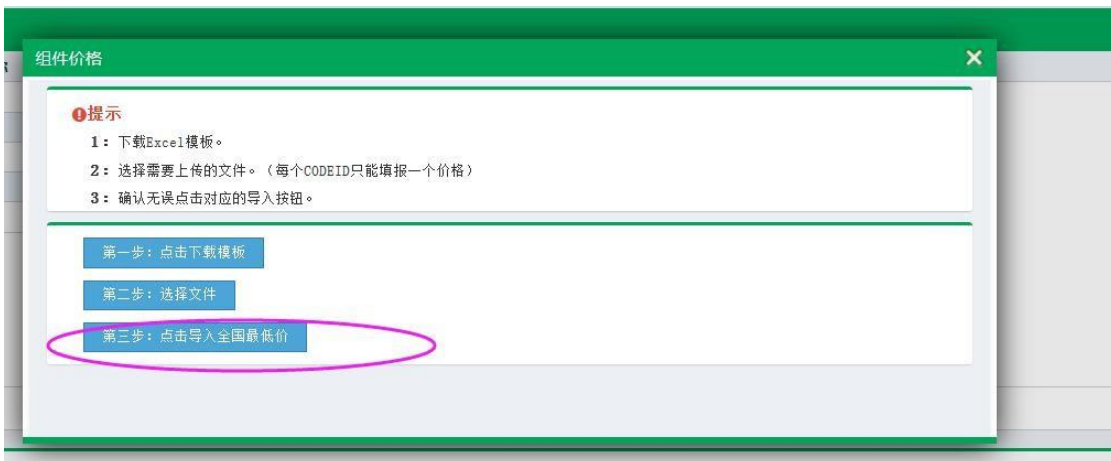 组件价格
提示
1：下载Excel模板。
2：选择需要上传的文件。（每个CODEID只能填报一个价格）
3：确认无误点击对应的导入按钮。
第一步：点击下载模板
第二步：选择文件
第三步：点击导入全国最低价